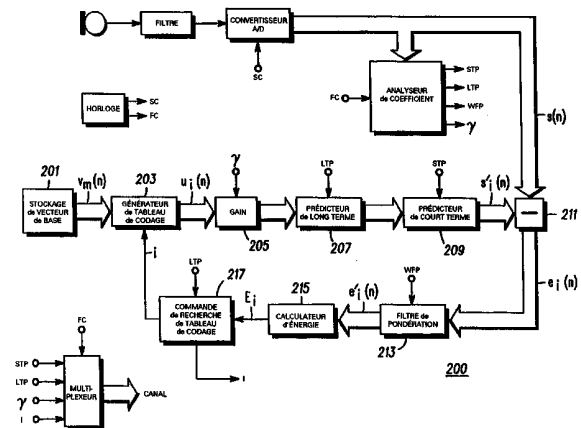 FILTRE
CONVERTISSEUR
A/D
SC
HORLOGE
SC
FC
FC
ANALYSEUR
de COEFFICIENT
STP
LTP
WFP
γ
s(n)
201
STOCKAGE
de VECTEUR
de BASE
vm(n)
203
GÉNÉRATEUR
de TABLEAU
de CODAGE
ui(n)
γ
GAIN
205
LTP
PRÉDICTEUR
de LONG TERME
207
STP
PRÉDICTEUR
de COURT TERME
209
s'i(n)
—
211
i
LTP
217
COMMANDE
de RECHERCHE
de TABLEAU
de CODAGE
I
Ei
215
CALCULATEUR
D'ÉNERGIE
e'i(n)
WFP
FILTRE de
PONDÉRATION
213
ei(n)
200
FC
STP
LTP
γ
I
MULTI-
PLEXEUR
CANAL